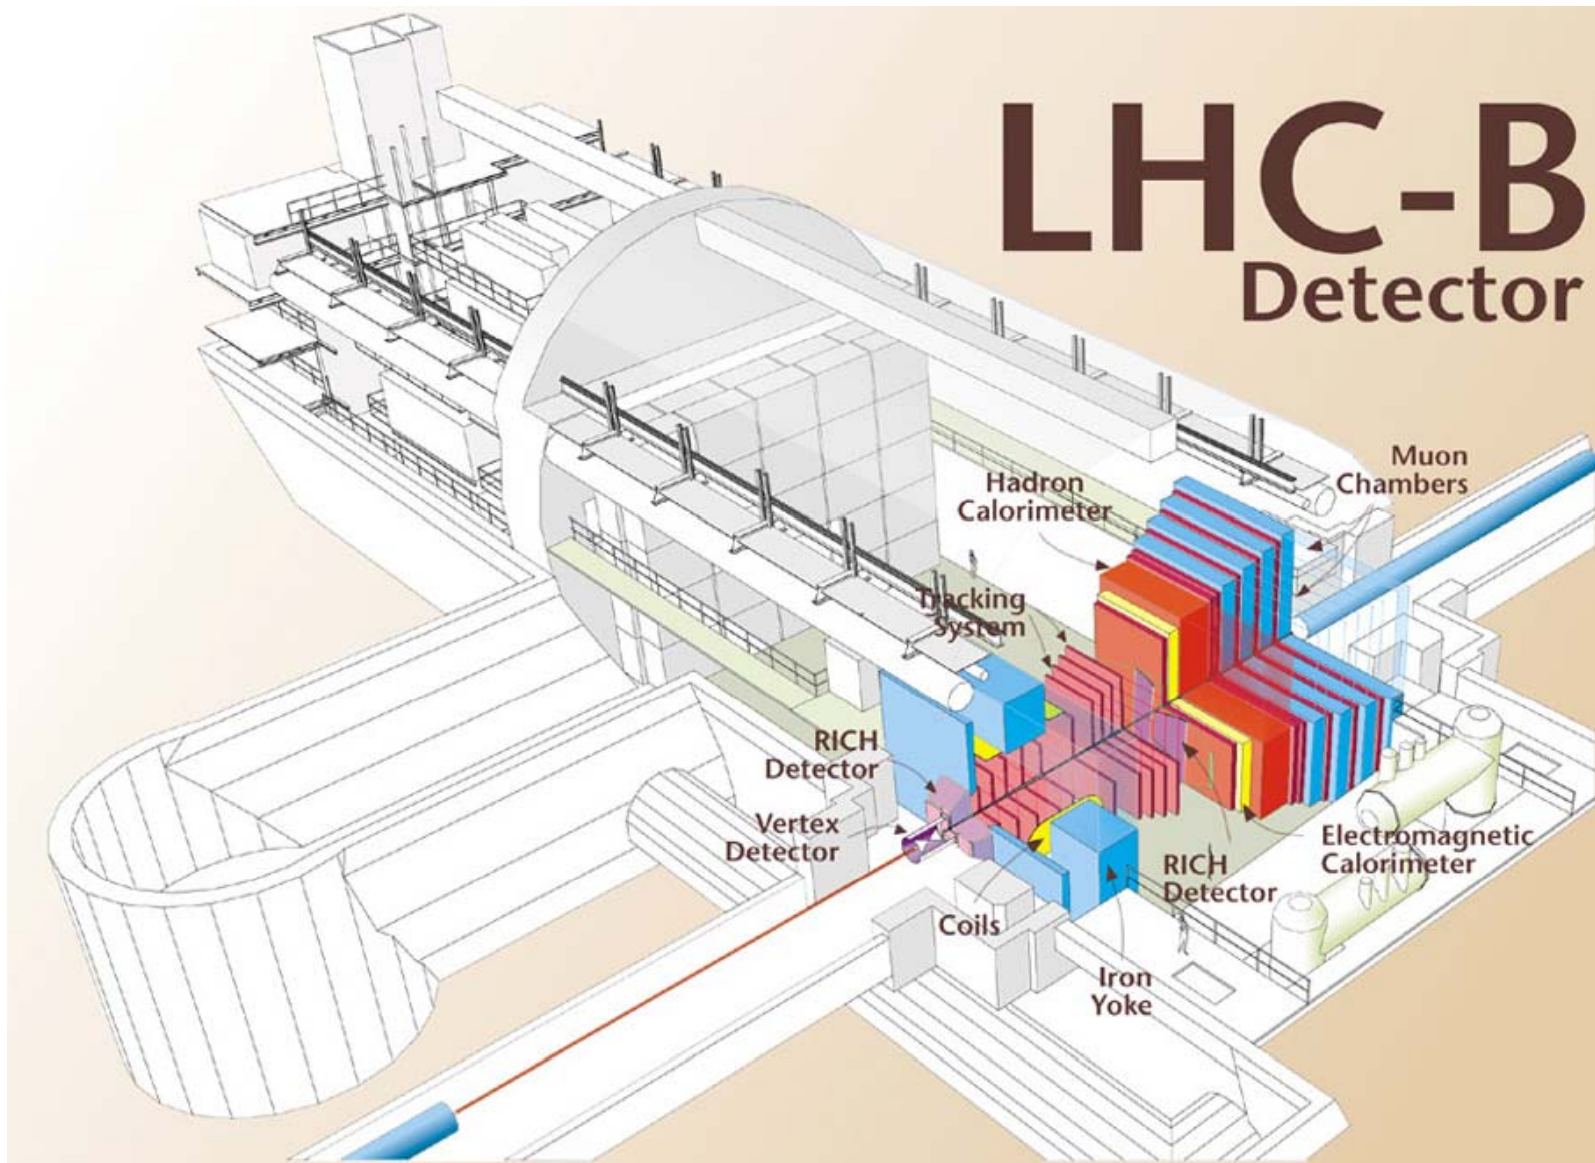 LHC-B
Detector
Muon
Chambers
Hadron
Calorimeter
Tracking
System
RICH
Detector
Vertex
Detector
Electromagnetic
Calorimeter
RICH
Detector
Coils
Iron
Yoke